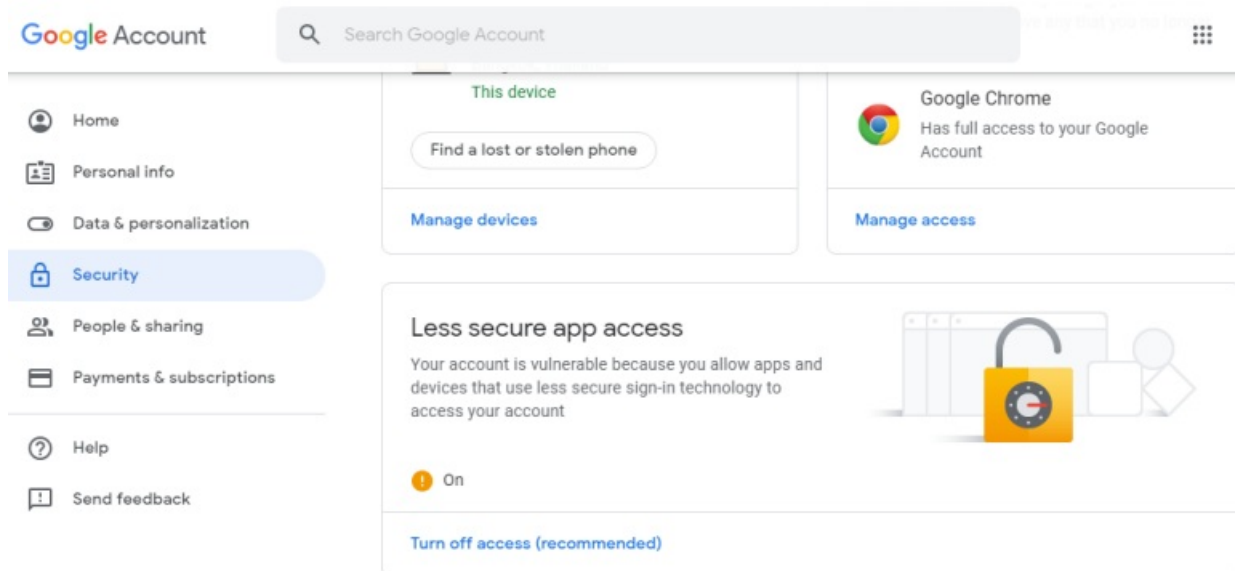 Google Account
Search Google Account
Home
Personal info
Data & personalization
Security
People & sharing
Payments & subscriptions
Help
Send feedback
This device
Find a lost or stolen phone
Manage devices
Google Chrome
Has full access to your Google
Account
Manage access
Less secure app access
Your account is vulnerable because you allow apps and
devices that use less secure sign-in technology to
access your account
On
Turn off access (recommended)